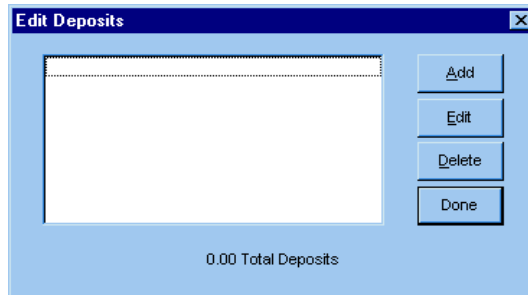 Edit Deposits
Add
Edit
Delete
Done
0.00 Total Deposits